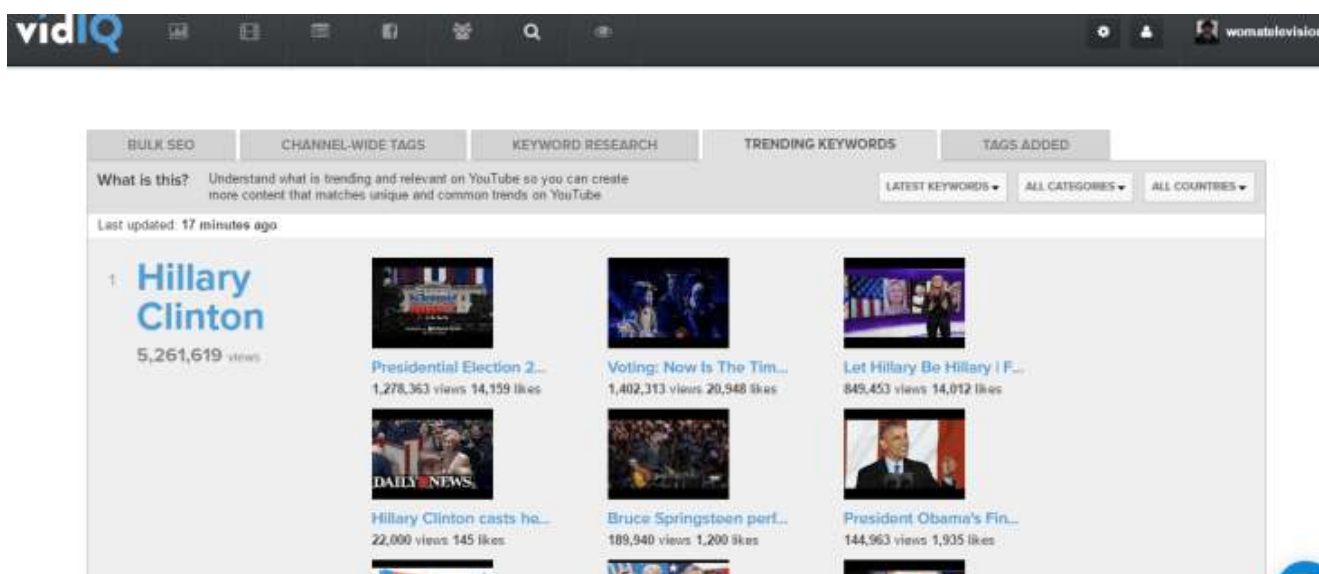 vidIQ
womatelevision
BULK SEO
CHANNEL-WIDE TAGS
KEYWORD RESEARCH
TRENDING KEYWORDS
TAGS ADDED
What is this?
Understand what is trending and relevant on YouTube so you can create
more content that matches unique and common trends on YouTube
LATEST KEYWORDS
ALL CATEGORIES
ALL COUNTRIES
Last updated: 17 minutes ago
1
Hillary
Clinton
5,261,619 views
Presidential Election 2...
1,278,363 views 14,159 likes
Voting: Now Is The Tim...
1,402,313 views 20,948 likes
Let Hillary Be Hillary | F...
849,453 views 14,012 likes
DAILY NEWS
Hillary Clinton casts he...
22,000 views 145 likes
Bruce Springsteen perf...
189,940 views 1,200 likes
President Obama's Fin...
144,963 views 1,935 likes